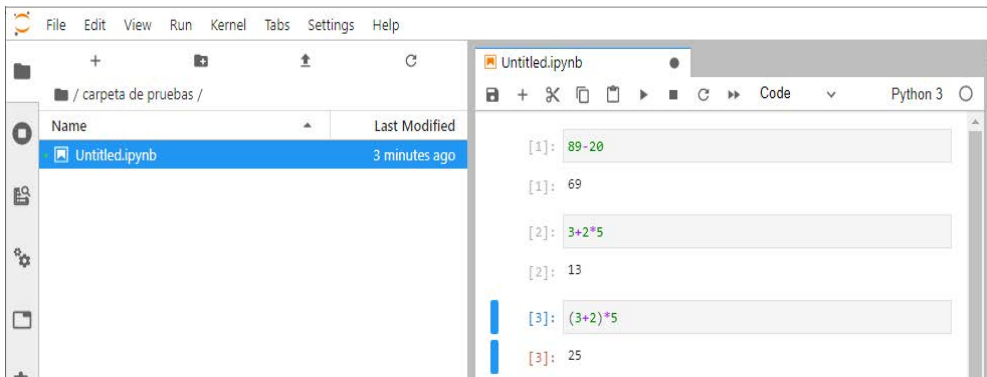 File Edit View Run Kernel Tabs Settings Help
/ carpeta de pruebas /
Name Last Modified
Untitled.ipynb 3 minutes ago
Untitled.ipynb
Code Python 3
[1]: 89-20
[1]: 69
[2]: 3+2*5
[2]: 13
[3]: (3+2)*5
[3]: 25